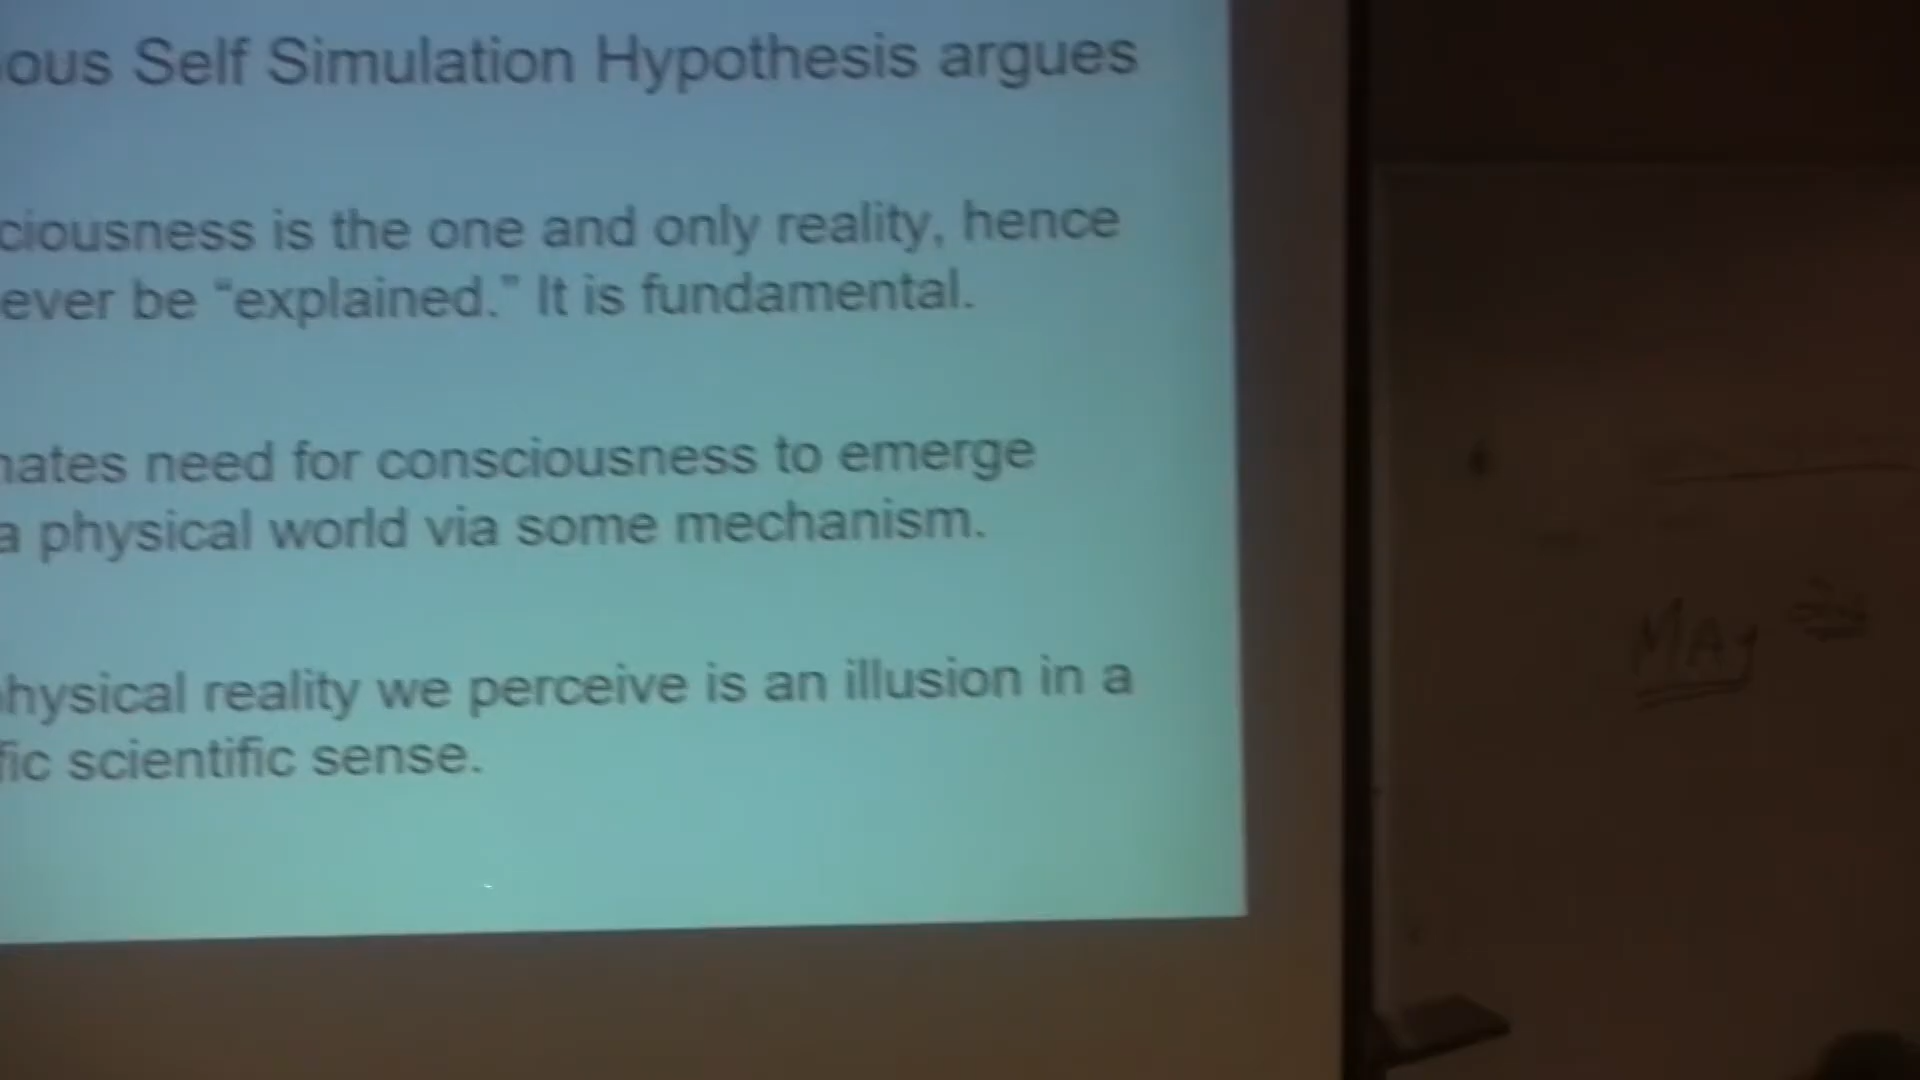 ous Self Simulation Hypothesis argues
ciousness is the one and only reality, hence
ever be “explained.” It is fundamental.
nates need for consciousness to emerge
a physical world via some mechanism.
hysical reality we perceive is an illusion in a
fic scientific sense.
MAy